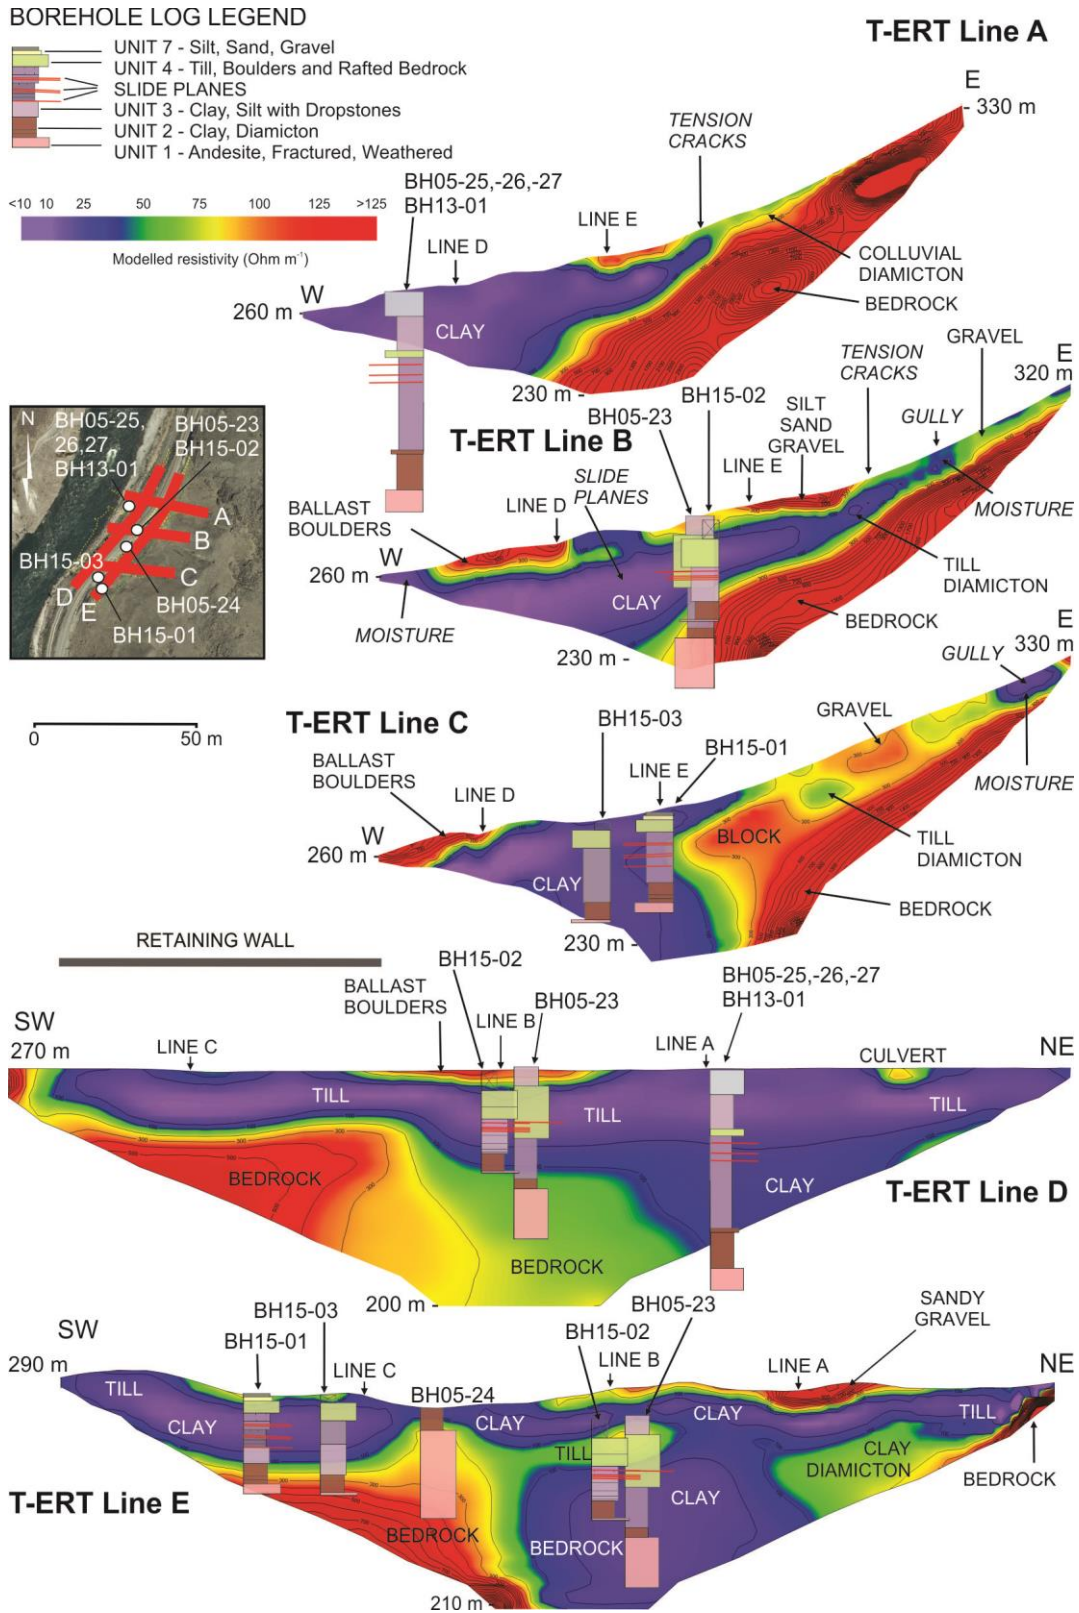 BOREHOLE LOG LEGEND
UNIT 7 - Silt, Sand, Gravel
UNIT 4 - Till, Boulders and Rafted Bedrock
SLIDE PLANES
UNIT 3 - Clay, Silt with Dropstones
UNIT 2 - Clay, Diamicton
UNIT 1 - Andesite, Fractured, Weathered
<10 10 25 50 75 100 125 >125
Modelled resistivity (Ohm m⁻¹)
T-ERT Line A
E
330 m
TENSION
CRACKS
BH05-25,-26,-27
BH13-01
LINE E
LINE D
COLLUVIAL
DIAMICTON
BEDROCK
W
260 m
CLAY
230 m -
N
BH05-25,
26,27
BH13-01
BH05-23
BH15-02
A
B
BH15-03
C
D
E
BH05-24
BH15-01
0 50 m
T-ERT Line B
GRAVEL
E
320 m
TENSION
CRACKS
BH15-02
BH05-23
SILT
SAND
GRAVEL
GULLY
LINE E
SLIDE
PLANES
BALLAST
BOULDERS
LINE D
MOISTURE
W
260 m
TILL
DIAMICTON
CLAY
BEDROCK
MOISTURE
230 m -
E
330 m
GULLY
T-ERT Line C
BH15-03
GRAVEL
BH15-01
BALLAST
BOULDERS
LINE E
LINE D
MOISTURE
W
260 m
BLOCK
TILL
DIAMICTON
CLAY
BEDROCK
230 m -
RETAINING WALL
BH15-02
BALLAST
BOULDERS
BH05-23
BH05-25,-26,-27
BH13-01
SW
270 m
LINE C
LINE B
LINE A
CULVERT
NE
TILL
TILL
TILL
BEDROCK
CLAY
T-ERT Line D
BEDROCK
200 m -
BH05-23
SANDY
GRAVEL
BH15-03
BH15-01
SW
290 m
BH15-02
LINE B
LINE C
LINE A
NE
TILL
BH05-24
CLAY
CLAY
CLAY
TILL
TILL
CLAY
DIAMICTON
BEDROCK
T-ERT Line E
CLAY
BEDROCK
BEDROCK
210 m -